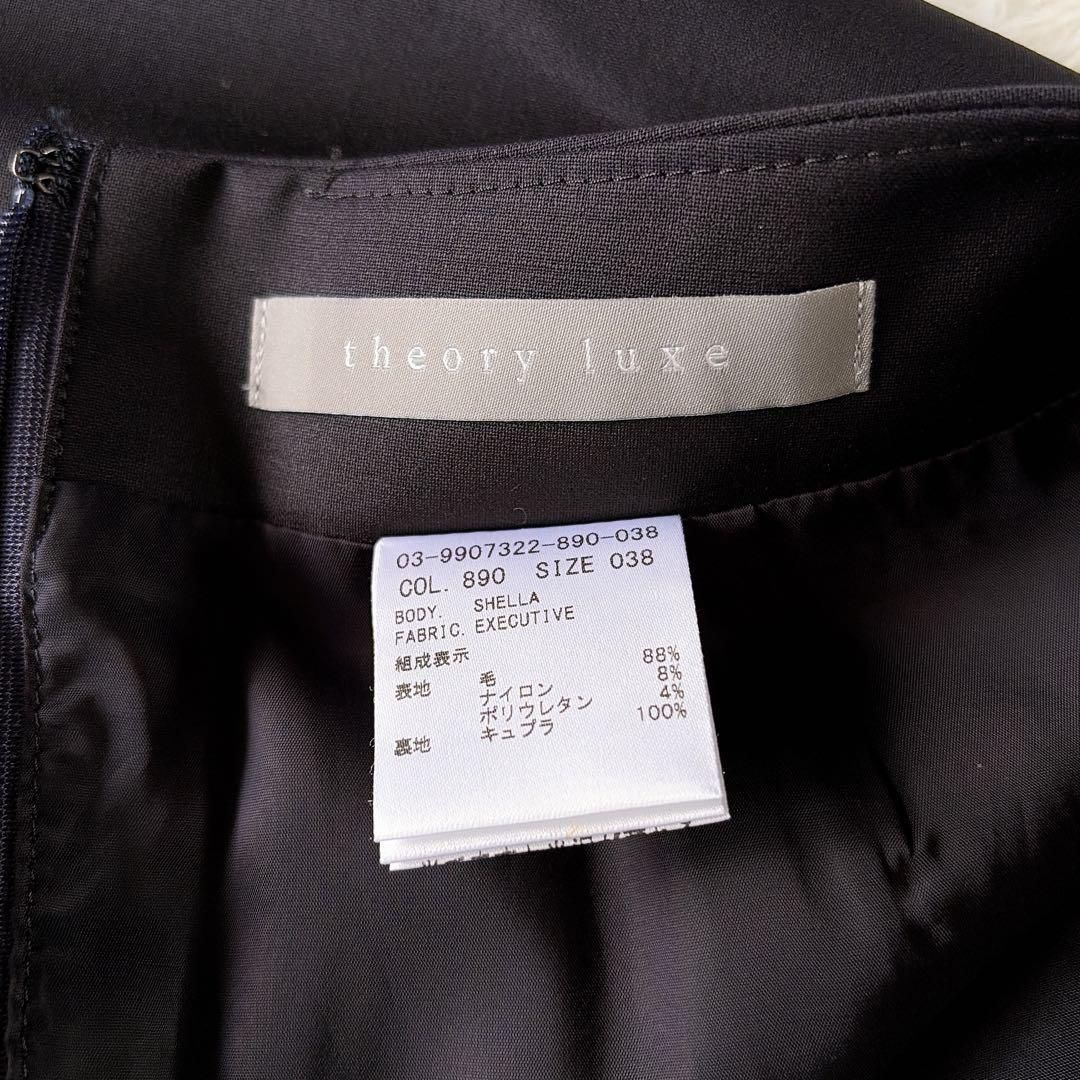 theory luxe
03-9907322-890-038
COL. 890 SIZE 038
BODY. SHELLA
FABRIC. EXECUTIVE
組成表示
表地 毛 88%
ナイロン 8%
ポリウレタン 4%
裏地 キュプラ 100%